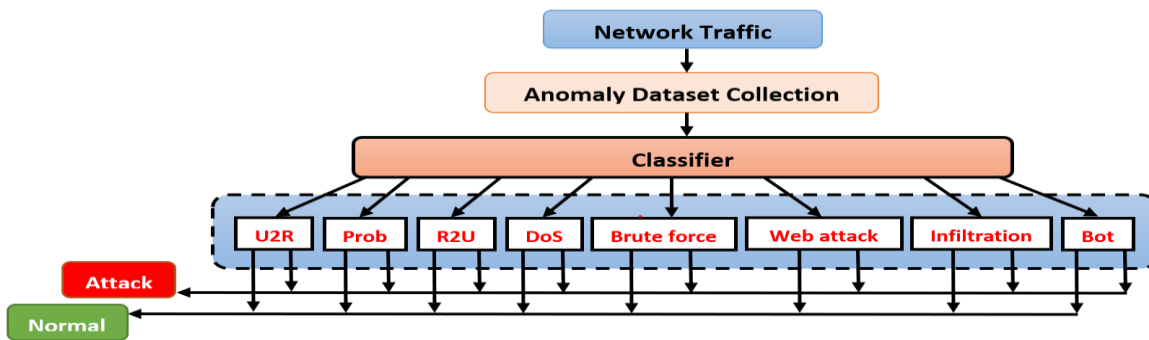 Network Traffic
Anomaly Dataset Collection
Classifier
U2R
Prob
R2U
DoS
Brute force
Web attack
Infiltration
Bot
Attack
Normal